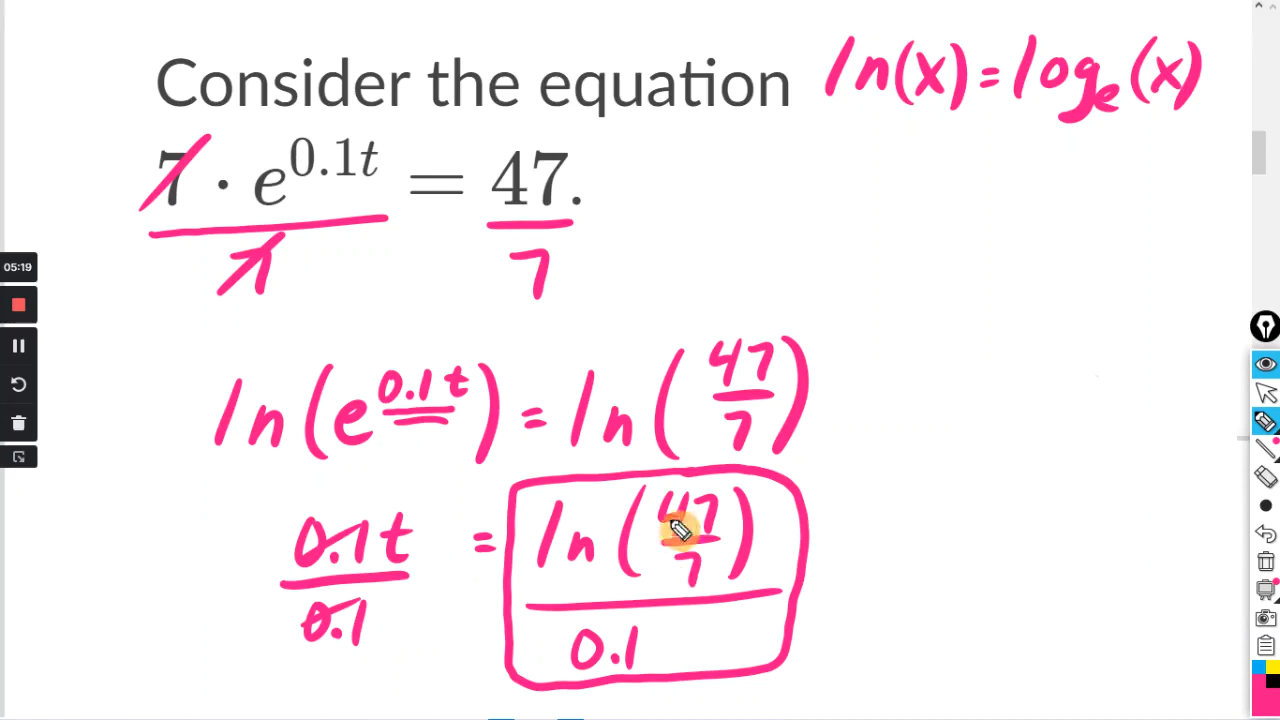 Consider the equation ln(x)=log_e(x)
7 · e^{0.1t} = 47.
7 7
05:19
ln(e^{0.1t}) = ln(47/7)
0.1t = ln(47/7)
0.1 0.1